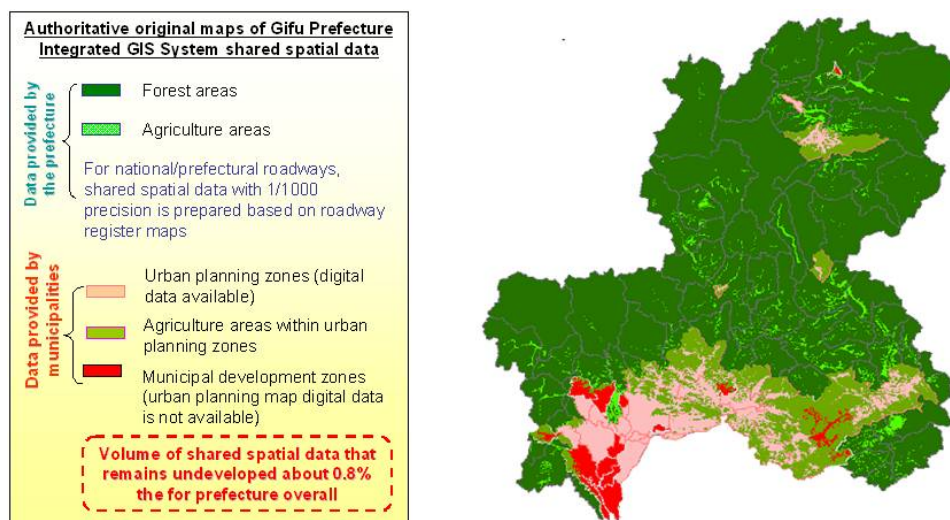 Authoritative original maps of Gifu Prefecture
Integrated GIS System shared spatial data
Data provided by
the prefecture
Forest areas
Agriculture areas
For national/prefectural roadways,
shared spatial data with 1/1000
precision is prepared based on roadway
register maps
Data provided by
municipalities
Urban planning zones (digital
data available)
Agriculture areas within urban
planning zones
Municipal development zones
(urban planning map digital data
is not available)
Volume of shared spatial data that
remains undeveloped about 0.8%
the for prefecture overall